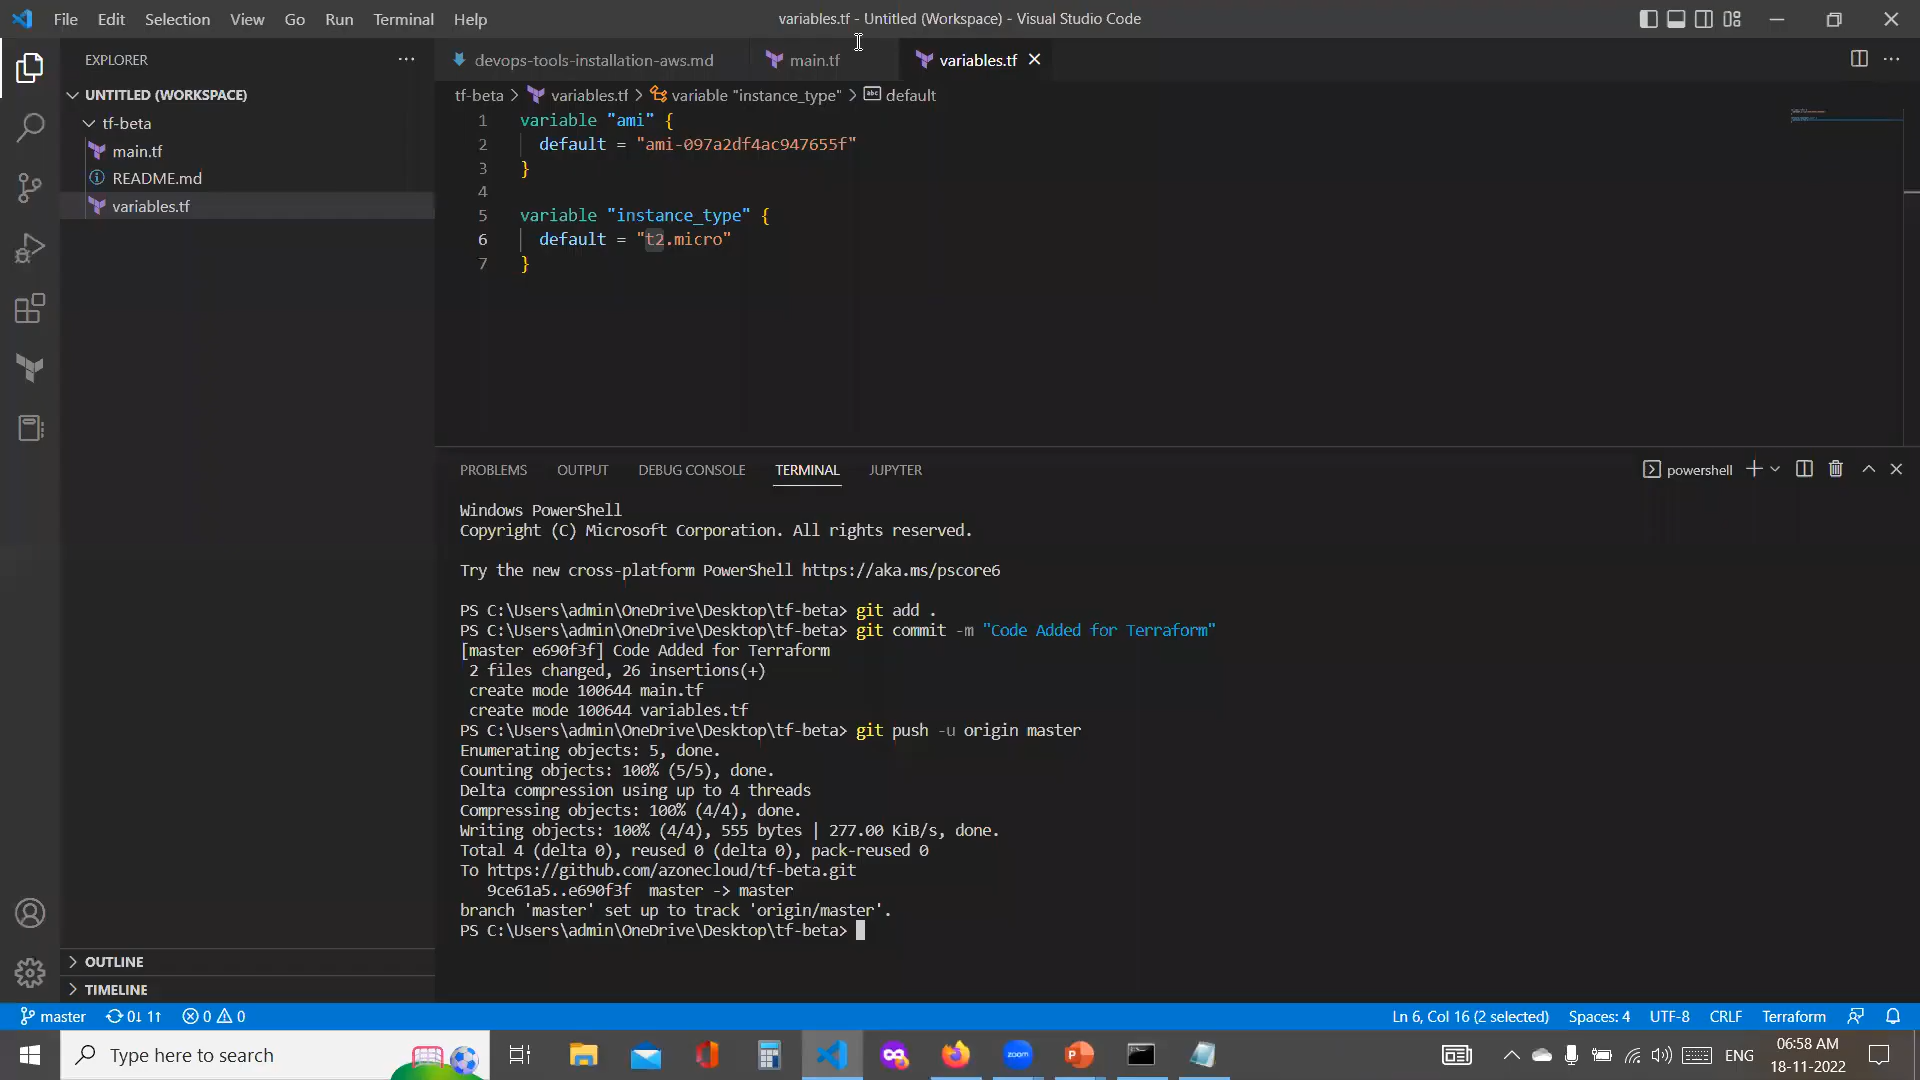 File Edit Selection View Go Run Terminal Help
variables.tf - Untitled (Workspace) - Visual Studio Code
EXPLORER
UNTITLED (WORKSPACE)
tf-beta
main.tf
README.md
variables.tf
OUTLINE
TIMELINE
devops-tools-installation-aws.md
main.tf
variables.tf
tf-beta > variables.tf > variable "instance_type" > default
1 variable "ami" {
2 default = "ami-097a2df4ac947655f"
3 }
4
5 variable "instance_type" {
6 default = "t2.micro"
7 }
PROBLEMS OUTPUT DEBUG CONSOLE TERMINAL JUPYTER
powershell
Windows PowerShell
Copyright (C) Microsoft Corporation. All rights reserved.
Try the new cross-platform PowerShell https://aka.ms/pscore6
PS C:\Users\admin\OneDrive\Desktop\tf-beta> git add .
PS C:\Users\admin\OneDrive\Desktop\tf-beta> git commit -m "Code Added for Terraform"
[master e690f3f] Code Added for Terraform
2 files changed, 26 insertions(+)
create mode 100644 main.tf
create mode 100644 variables.tf
PS C:\Users\admin\OneDrive\Desktop\tf-beta> git push -u origin master
Enumerating objects: 5, done.
Counting objects: 100% (5/5), done.
Delta compression using up to 4 threads
Compressing objects: 100% (4/4), done.
Writing objects: 100% (4/4), 555 bytes | 277.00 KiB/s, done.
Total 4 (delta 0), reused 0 (delta 0), pack-reused 0
To https://github.com/azonecloud/tf-beta.git
9ce61a5..e690f3f master -> master
branch 'master' set up to track 'origin/master'.
PS C:\Users\admin\OneDrive\Desktop\tf-beta>
master 0↓ 1↑ 0 0
Ln 6, Col 16 (2 selected) Spaces: 4 UTF-8 CRLF Terraform
Type here to search
zoom
ENG
06:58 AM
18-11-2022